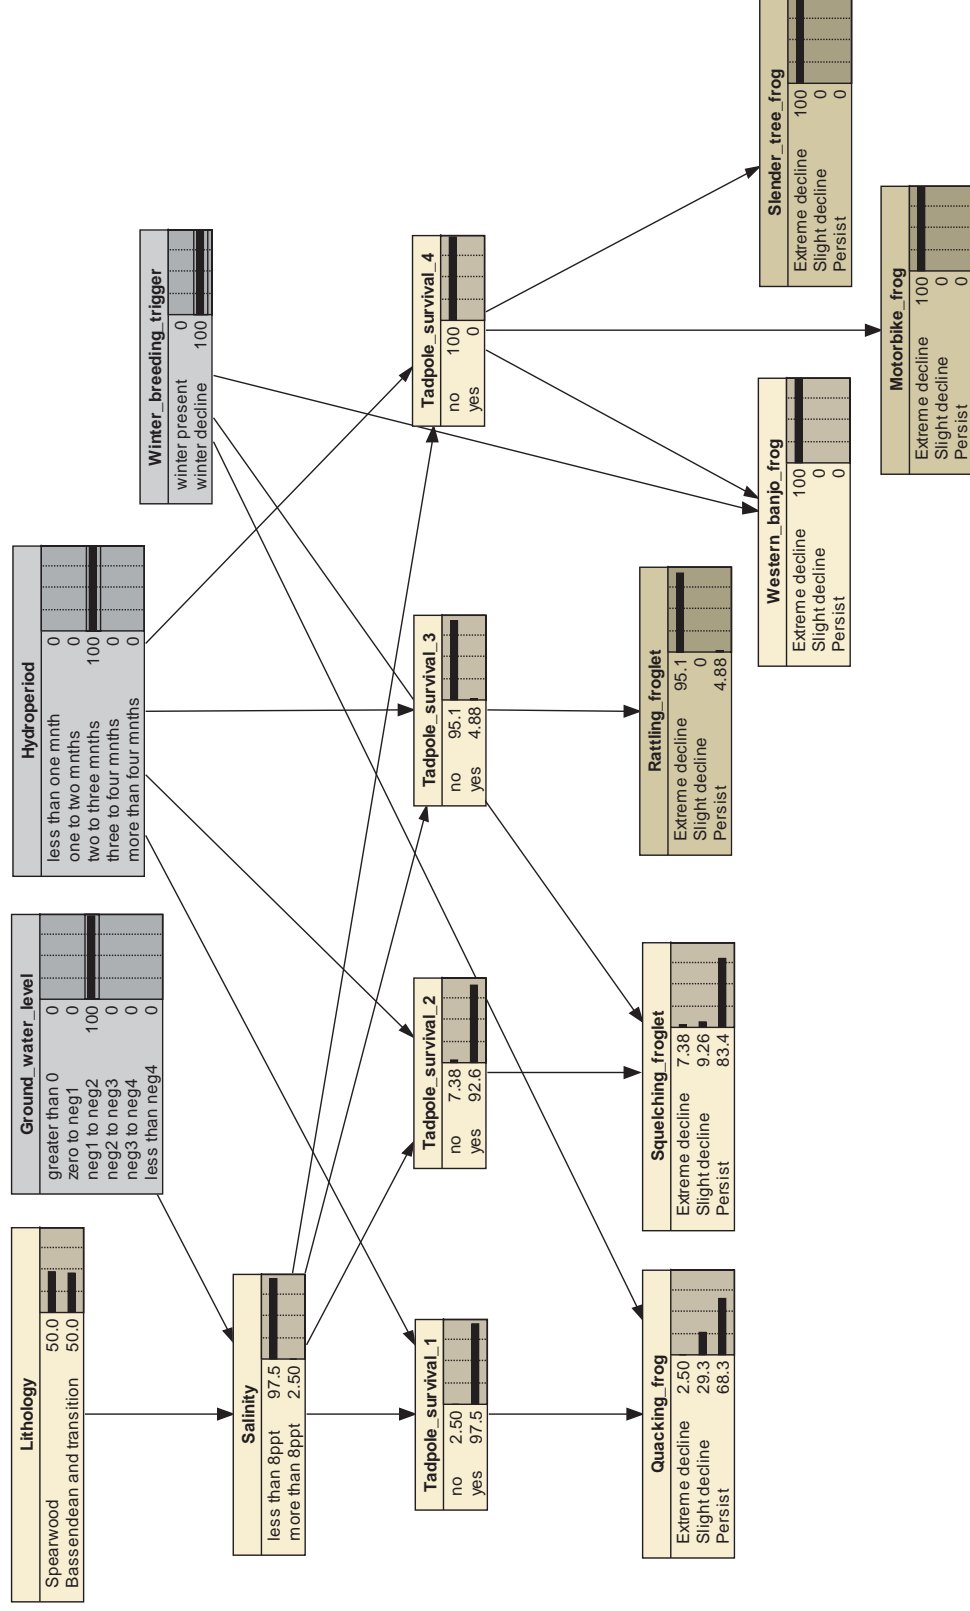 Lithology
Spearwood 50.0
Bassendean and transition 50.0
Ground_water_level
greater than 0 0
zero to neg1 0
neg1 to neg2 100
neg2 to neg3 0
neg3 to neg4 0
less than neg4 0
Hydroperiod
less than one mnth 0
one to two mnths 0
two to three mnths 100
three to four mnths 0
more than four mnths 0
Winter_breeding_trigger
winter present 0
winter decline 100
Salinity
less than 8ppt 97.5
more than 8ppt 2.50
Tadpole_survival_1
no 2.50
yes 97.5
Tadpole_survival_2
no 7.38
yes 92.6
Tadpole_survival_3
no 95.1
yes 4.88
Tadpole_survival_4
no 100
yes 0
Quacking_frog
Extreme decline 2.50
Slight decline 29.3
Persist 68.3
Squelching_froglet
Extreme decline 7.38
Slight decline 9.26
Persist 83.4
Rattling_froglet
Extreme decline 95.1
Slight decline 0
Persist 4.88
Western_banjo_frog
Extreme decline 100
Slight decline 0
Persist 0
Slender_tree_frog
Extreme decline 100
Slight decline 0
Persist 0
Motorbike_frog
Extreme decline 100
Slight decline 0
Persist 0